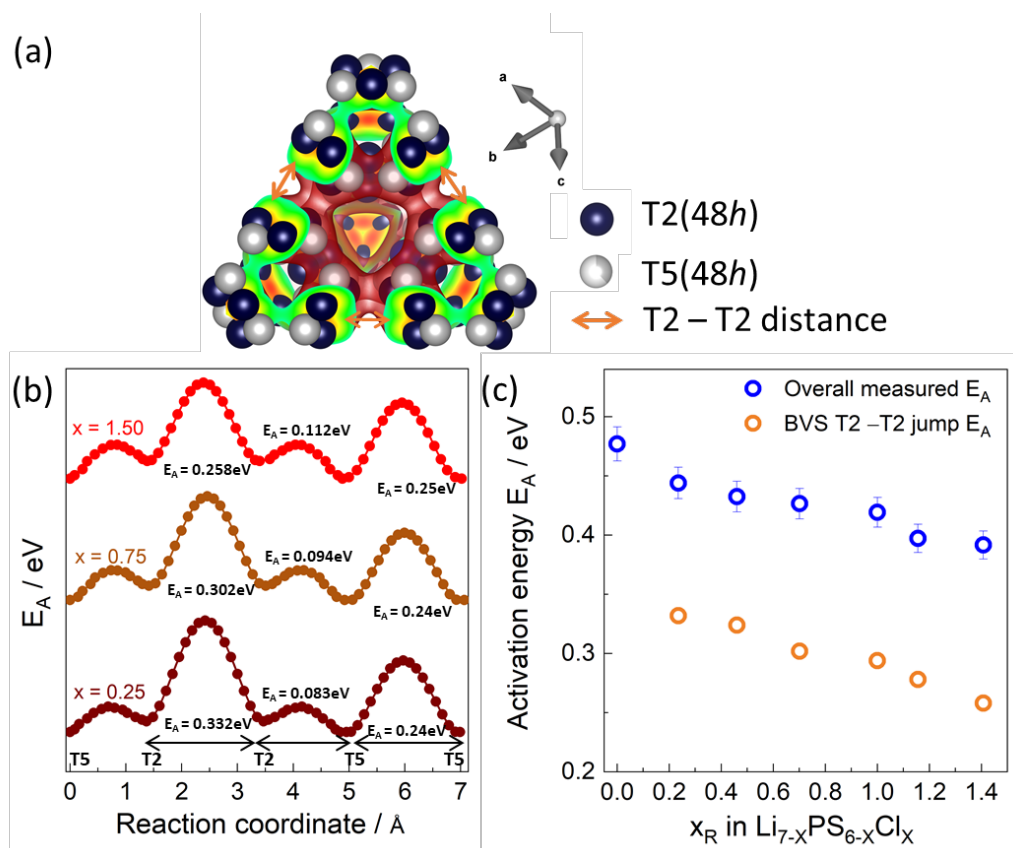 (a)
a
b
c
T2(48h)
T5(48h)
T2 – T2 distance
(b)
E_A / eV
x = 1.50
E_A = 0.258eV
E_A = 0.112eV
E_A = 0.25eV
x = 0.75
E_A = 0.302eV
E_A = 0.094eV
E_A = 0.24eV
x = 0.25
E_A = 0.332eV
E_A = 0.083eV
E_A = 0.24eV
T5 T2 T2 T5 T5
0 1 2 3 4 5 6 7
Reaction coordinate / Å
(c)
Activation energy E_A / eV
Overall measured E_A
BVS T2 –T2 jump E_A
0.5
0.4
0.3
0.2
0.0 0.2 0.4 0.6 0.8 1.0 1.2 1.4
x_R in Li_{7-X}PS_{6-X}Cl_X